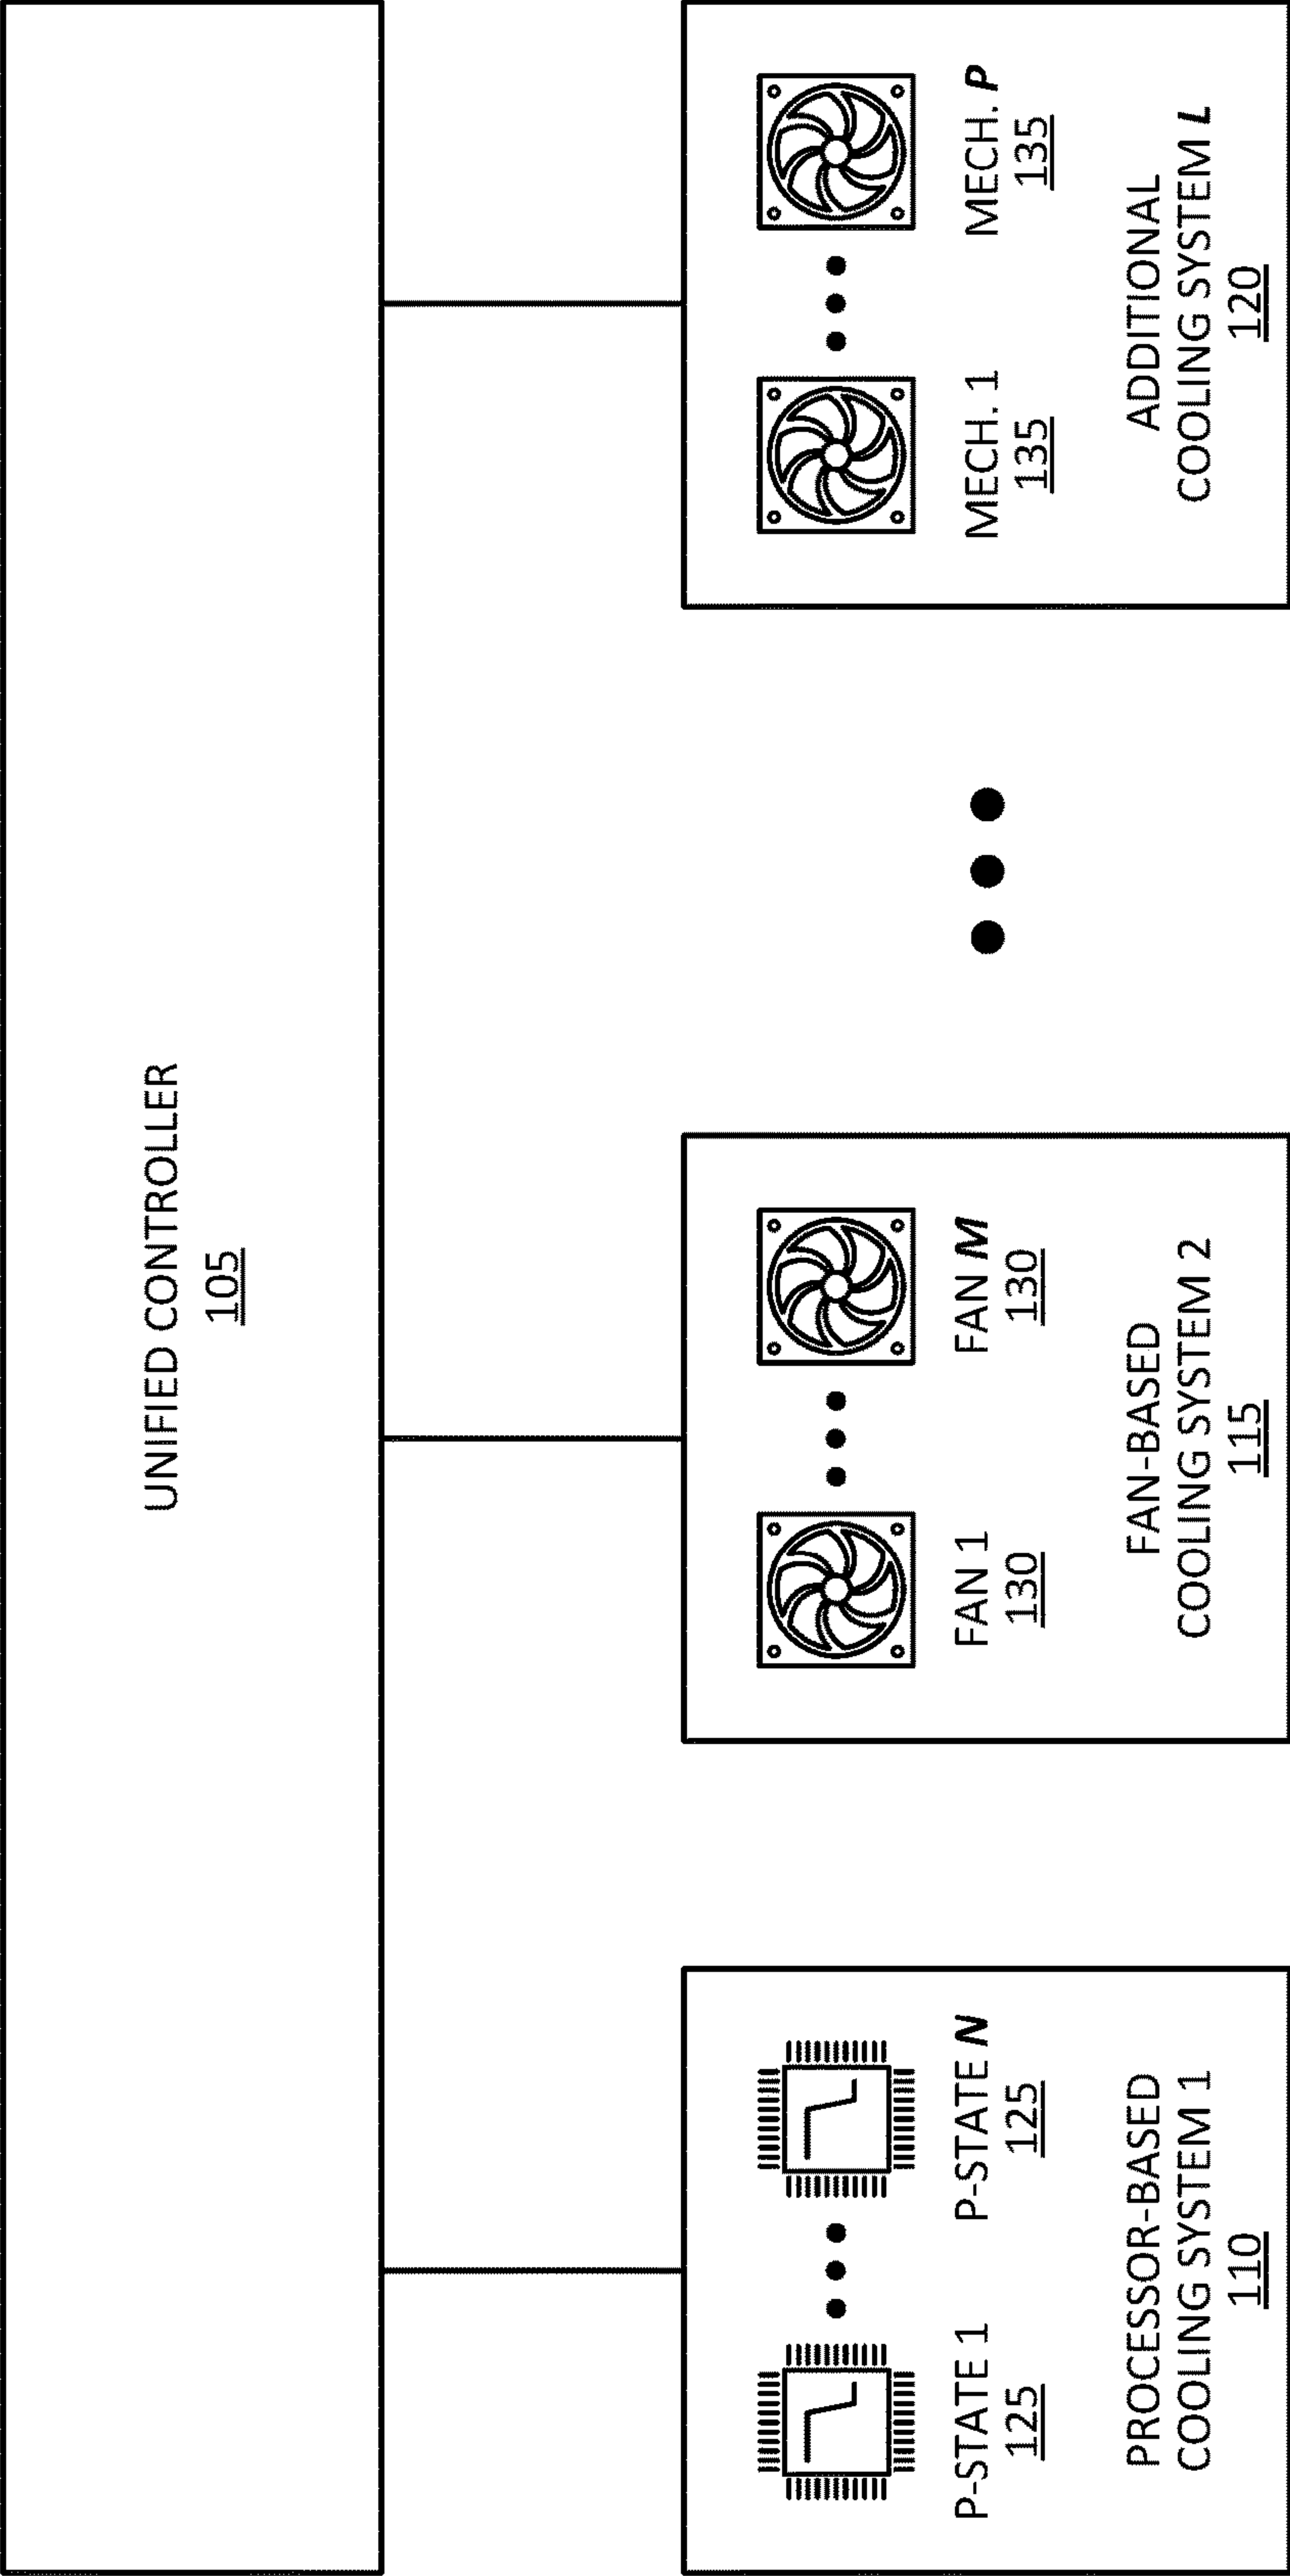 UNIFIED CONTROLLER
105
P-STATE 1
125
P-STATE N
125
PROCESSOR-BASED
COOLING SYSTEM 1
110
FAN 1
130
FAN M
130
FAN-BASED
COOLING SYSTEM 2
115
MECH. 1
135
MECH. P
135
ADDITIONAL
COOLING SYSTEM L
120